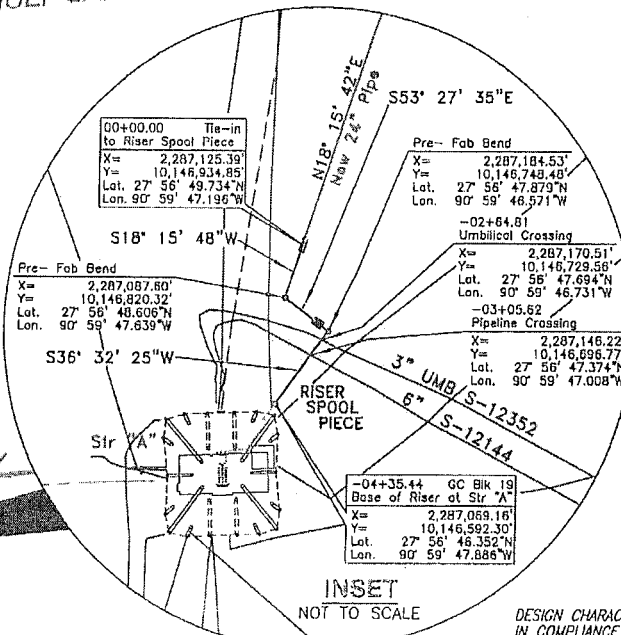 00+00.00 Tie-in
to Riser Spool Piece
X= 2,287,125.39'
Y= 10,146,934.85'
Lat. 27° 56' 49.734"N
Lon. 90° 59' 47.196"W
N18° 15' 42"E
New 24" Pipe
S53° 27' 35"E
Pre- Fab Bend
X= 2,287,184.53'
Y= 10,146,748.48'
Lat. 27° 56' 47.879"N
Lon. 90° 59' 46.571"W
S18° 15' 48"W
-02+64.81
Umbilical Crossing
X= 2,287,170.51'
Y= 10,146,729.56'
Lat. 27° 56' 47.694"N
Lon. 90° 59' 46.731"W
Pre- Fab Bend
X= 2,287,087.60'
Y= 10,146,820.32'
Lat. 27° 56' 48.606"N
Lon. 90° 59' 47.639"W
-03+05.62
Pipeline Crossing
X= 2,287,146.22
Y= 10,146,696.77
Lat. 27° 56' 47.374"N
Lon. 90° 59' 47.008"W
S36° 32' 25"W
3" UMB S-12352
6" S-12144
RISER
SPOOL
PIECE
Str "A"
-04+35.44 GC Blk 19
Base of Riser at Str "A"
X= 2,287,069.16'
Y= 10,146,592.30'
Lat. 27° 56' 46.352"N
Lon. 90° 59' 47.886"W
INSET
NOT TO SCALE
DESIGN CHARAC
IN COMPLIANCE